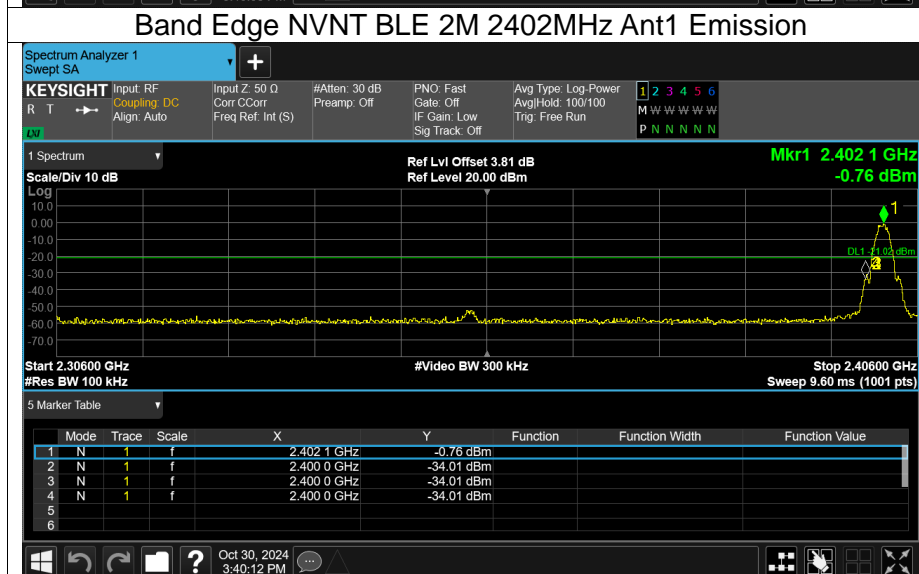 Band Edge NVNT BLE 2M 2402MHz Ant1 Emission
Spectrum Analyzer 1
Swept SA
+
KEYSIGHT Input: RF Input Z: 50 Ω #Atten: 30 dB PNO: Fast Avg Type: Log-Power 1 2 3 4 5 6
R T Coupling: DC Corr CCorr Preamp: Off Gate: Off Avg|Hold: 100/100 M W W W W W
Align: Auto Freq Ref: Int (S) IF Gain: Low Trig: Free Run
LXI Sig Track: Off P N N N N N
1 Spectrum Ref Lvl Offset 3.81 dB Mkr1 2.402 1 GHz
Scale/Div 10 dB Ref Level 20.00 dBm -0.76 dBm
Log
10.0 1
0.00
-10.0
-20.0 DL1 -21.02 dBm
-30.0
-40.0
-50.0
-60.0
-70.0
Start 2.30600 GHz #Video BW 300 kHz Stop 2.40600 GHz
#Res BW 100 kHz Sweep 9.60 ms (1001 pts)
5 Marker Table
Mode Trace Scale X Y Function Function Width Function Value
1 N 1 f 2.402 1 GHz -0.76 dBm
2 N 1 f 2.400 0 GHz -34.01 dBm
3 N 1 f 2.400 0 GHz -34.01 dBm
4 N 1 f 2.400 0 GHz -34.01 dBm
5
6
? Oct 30, 2024
3:40:12 PM